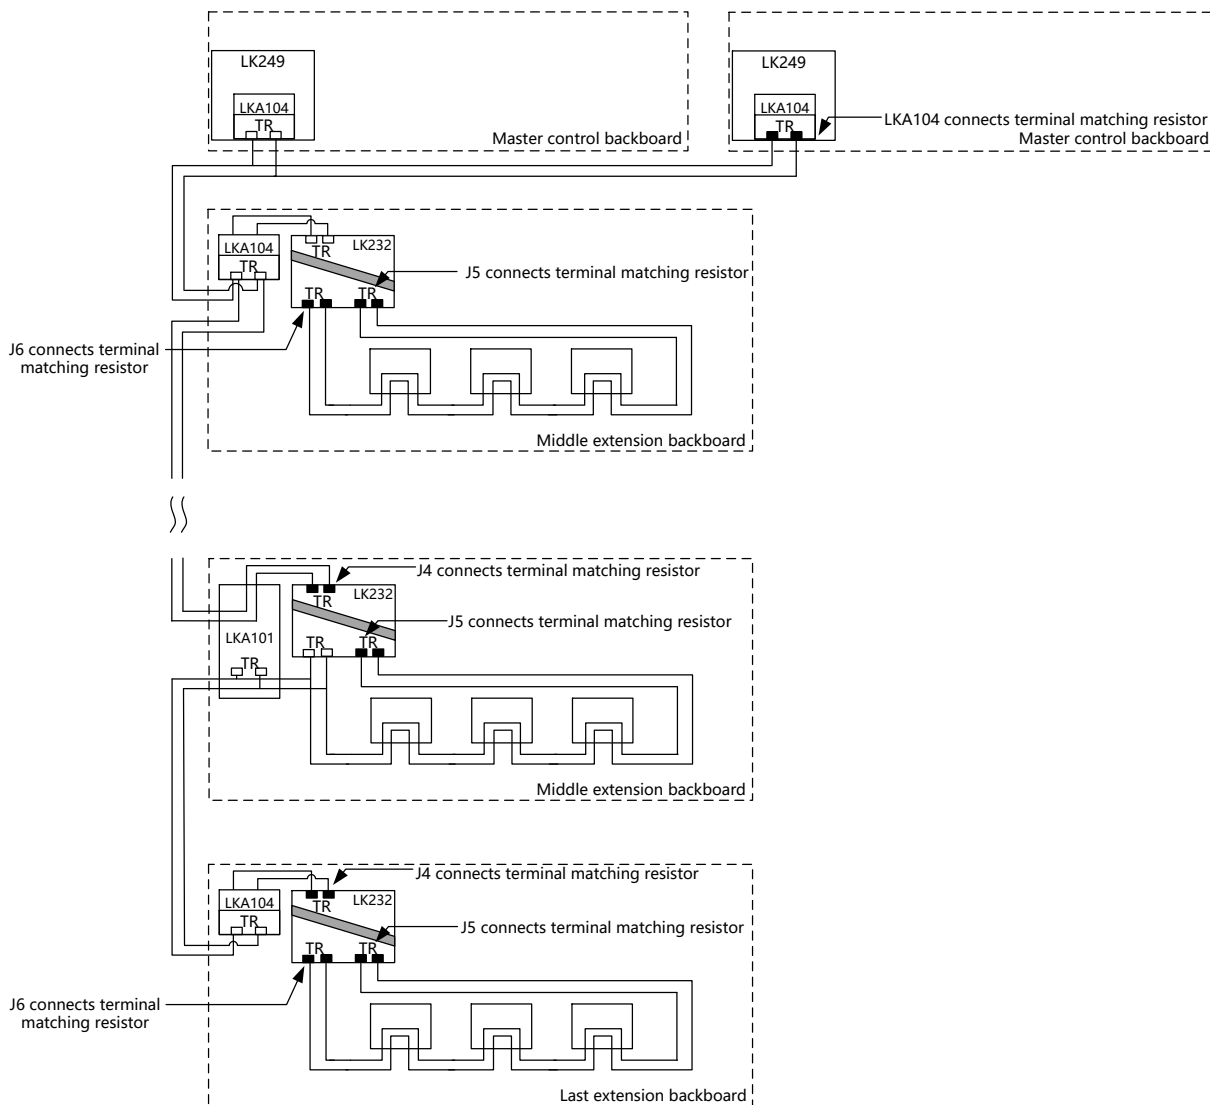 LK249
LKA104
TR
Master control backboard
LK249
LKA104
TR
LKA104 connects terminal matching resistor
Master control backboard
LKA104
TR
LK232
TR
J5 connects terminal matching resistor
TR
TR
J6 connects terminal
matching resistor
Middle extension backboard
J4 connects terminal matching resistor
LK232
TR
J5 connects terminal matching resistor
LKA101
TR
TR
TR
Middle extension backboard
J4 connects terminal matching resistor
LKA104
TR
LK232
TR
J5 connects terminal matching resistor
TR
TR
J6 connects terminal
matching resistor
Last extension backboard